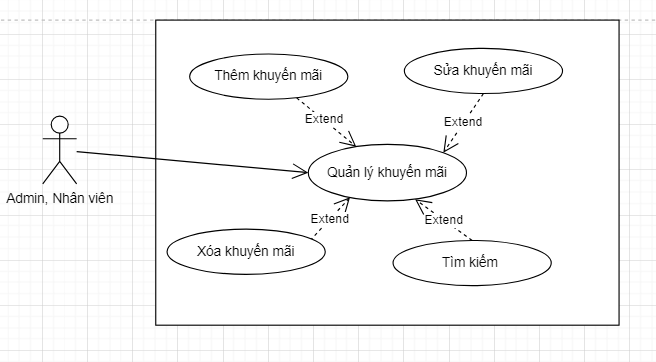 Thêm khuyến mãi
Sửa khuyến mãi
Extend
Extend
Quản lý khuyến mãi
Admin, Nhân viên
Extend
Extend
Xóa khuyến mãi
Tìm kiếm